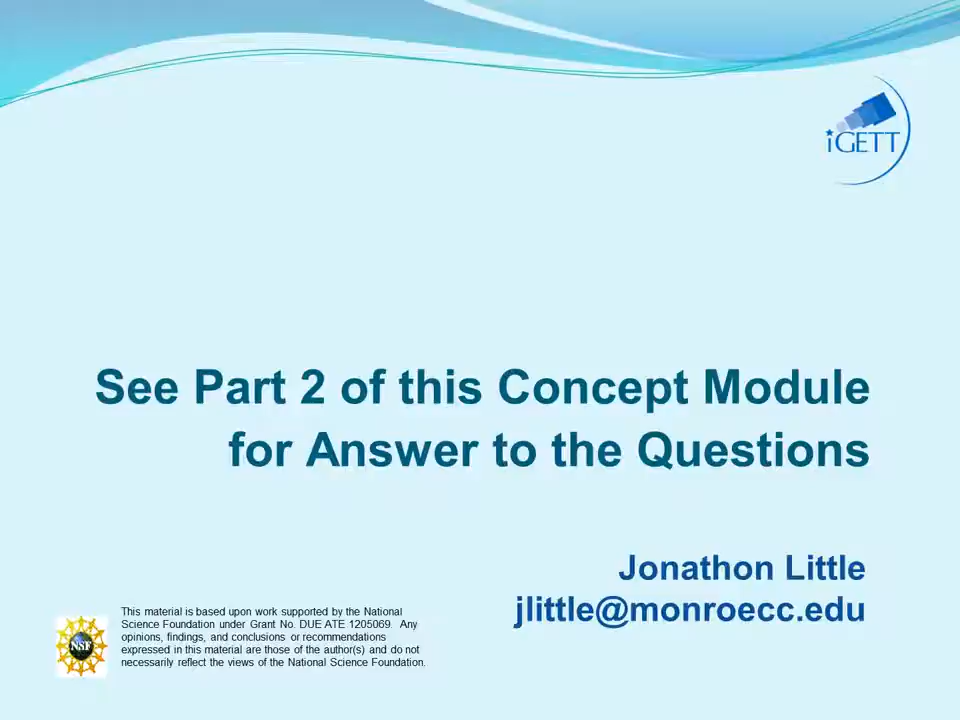 iGETT
See Part 2 of this Concept Module
for Answer to the Questions
Jonathon Little
jlittle@monroecc.edu
This material is based upon work supported by the National
Science Foundation under Grant No. DUE ATE 1205069.  Any
opinions, findings, and conclusions or recommendations
expressed in this material are those of the author(s) and do not
necessarily reflect the views of the National Science Foundation.
NSF